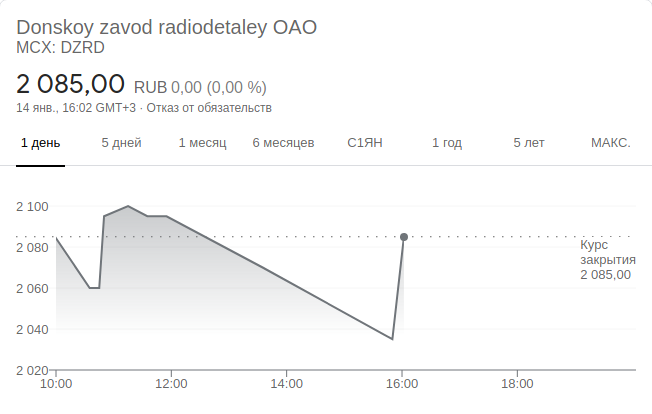 Donskoy zavod radiodetaley OAO
MCX: DZRD
2 085,00 RUB 0,00 (0,00 %)
14 янв., 16:02 GMT+3 · Отказ от обязательств
1 день 5 дней 1 месяц 6 месяцев С1ЯН 1 год 5 лет МАКС.
2 100
2 080
2 060
2 040
2 020
Курс
закрытия
2 085,00
10:00 12:00 14:00 16:00 18:00